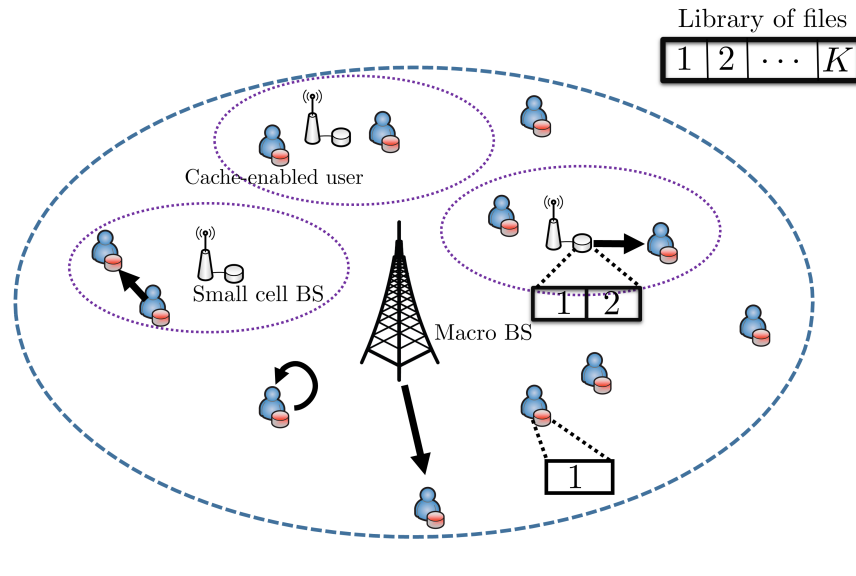 Library of files
1 2 ··· K
Cache-enabled user
Small cell BS
1 2
Macro BS
1